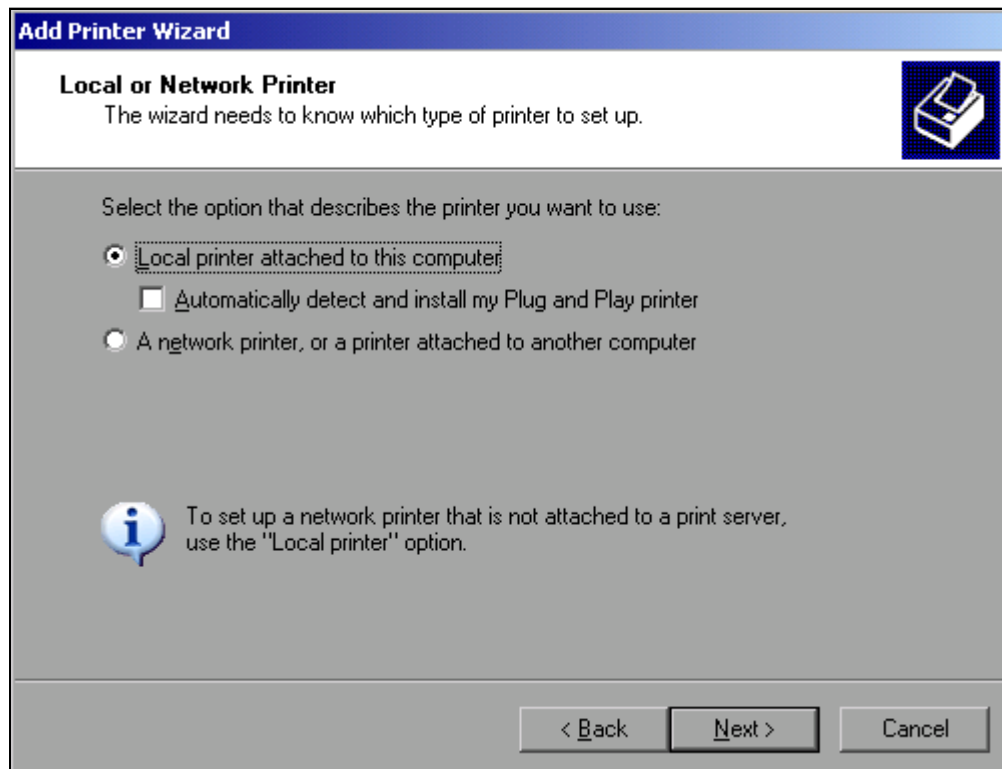 Add Printer Wizard
Local or Network Printer
The wizard needs to know which type of printer to set up.
Select the option that describes the printer you want to use:
Local printer attached to this computer
Automatically detect and install my Plug and Play printer
A network printer, or a printer attached to another computer
To set up a network printer that is not attached to a print server,
use the "Local printer" option.
< Back Next > Cancel